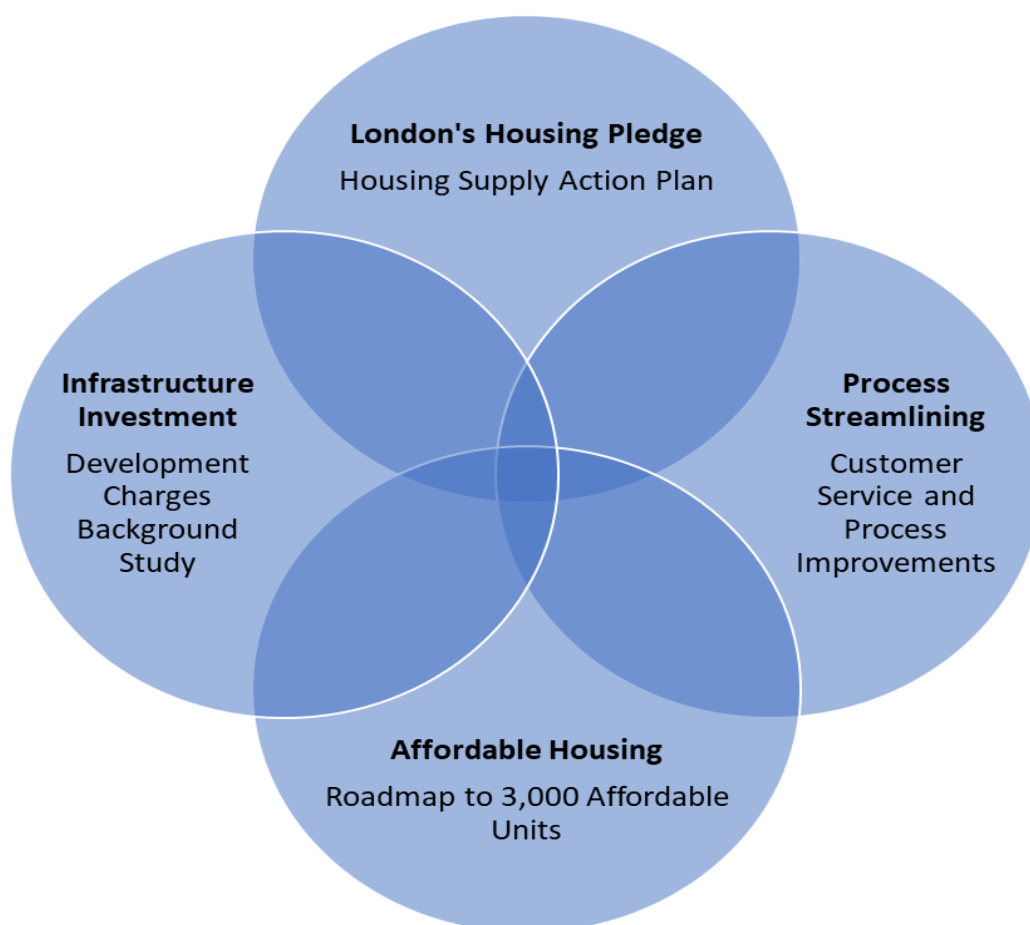 London's Housing Pledge
Housing Supply Action Plan
Infrastructure
Investment
Development
Charges
Background
Study
Process
Streamlining
Customer
Service and
Process
Improvements
Affordable Housing
Roadmap to 3,000 Affordable
Units